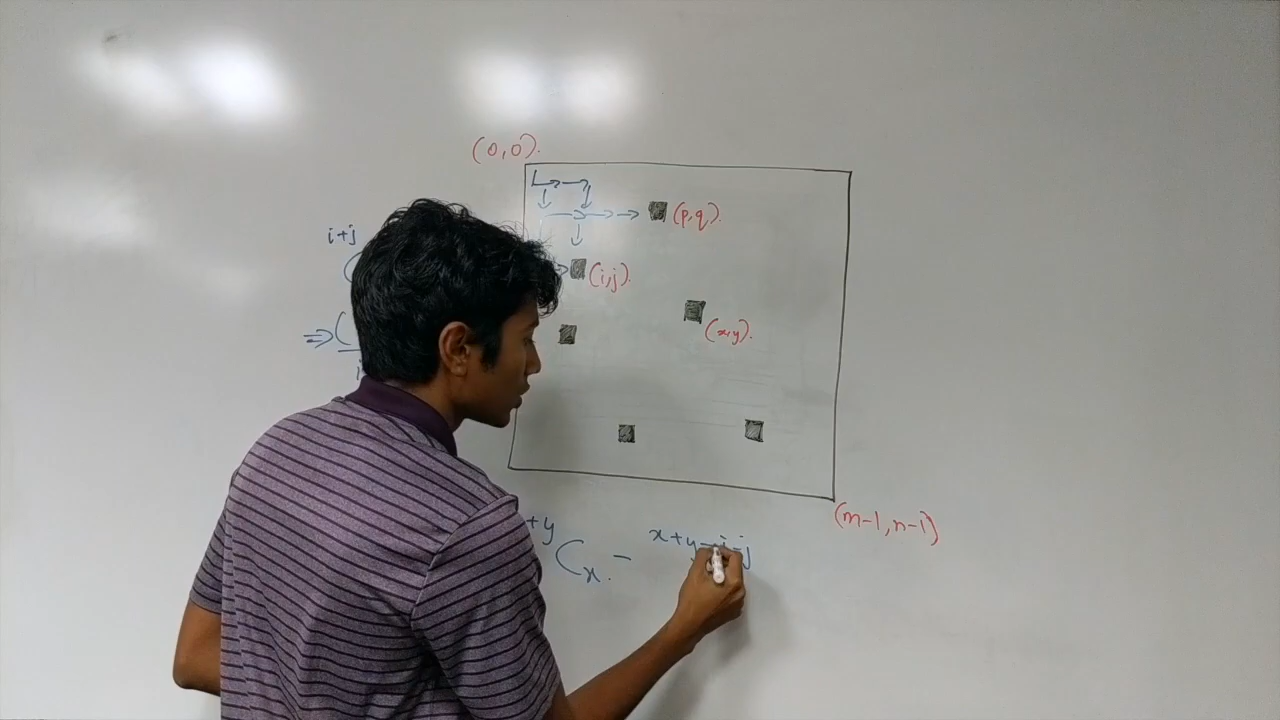 (0,0).
(p,q).
i+j
(i,j).
⇒(
(x,y).
(m-1,n-1)
+y C x. - x+y-i-j